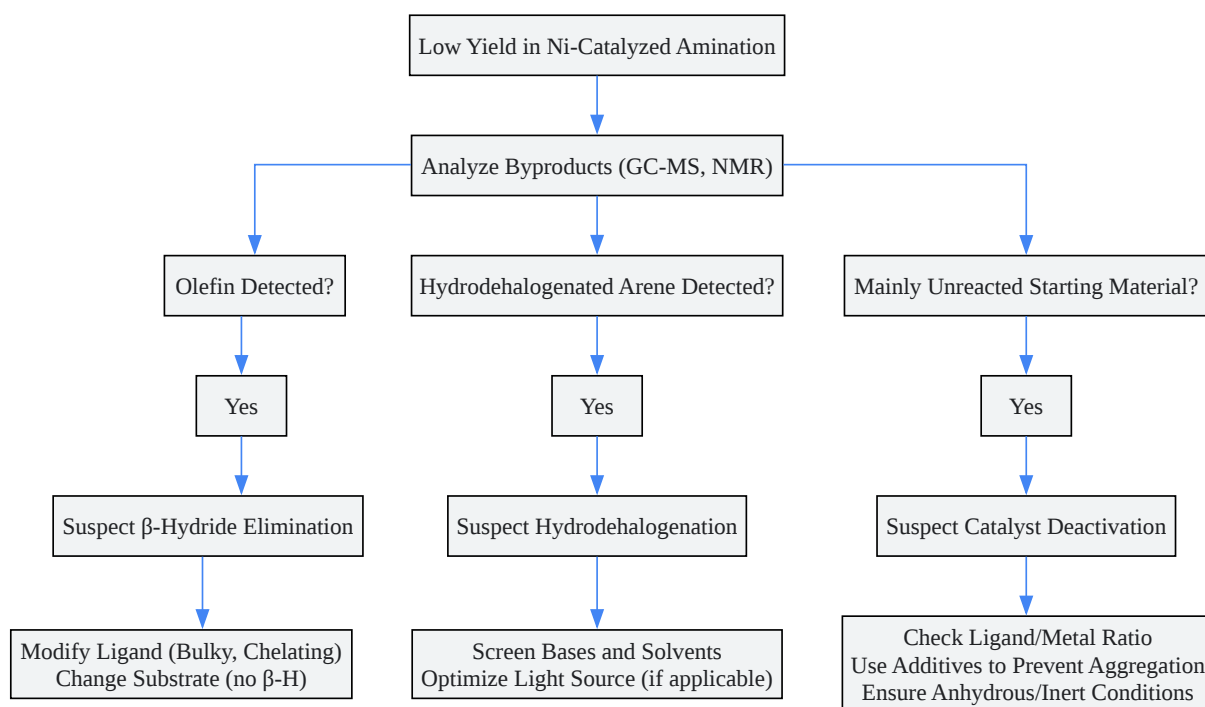 Low Yield in Ni-Catalyzed Amination
Analyze Byproducts (GC-MS, NMR)
Olefin Detected?
Hydrodehalogenated Arene Detected?
Mainly Unreacted Starting Material?
Yes
Yes
Yes
Suspect β-Hydride Elimination
Suspect Hydrodehalogenation
Suspect Catalyst Deactivation
Modify Ligand (Bulky, Chelating)
Change Substrate (no β-H)
Screen Bases and Solvents
Optimize Light Source (if applicable)
Check Ligand/Metal Ratio
Use Additives to Prevent Aggregation
Ensure Anhydrous/Inert Conditions